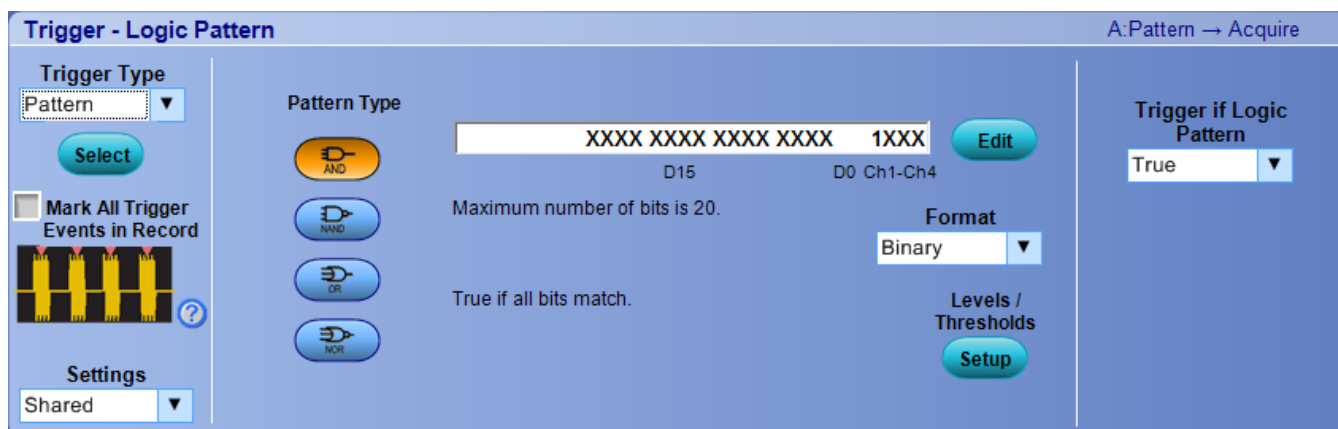 Trigger - Logic Pattern
A:Pattern → Acquire
Trigger Type
Pattern
Select
Mark All Trigger
Events in Record
Settings
Shared
Pattern Type
AND
NAND
OR
NOR
XXXX XXXX XXXX XXXX 1XXX
Edit
D15 D0 Ch1-Ch4
Maximum number of bits is 20.
Format
Binary
True if all bits match.
Levels /
Thresholds
Setup
Trigger if Logic
Pattern
True